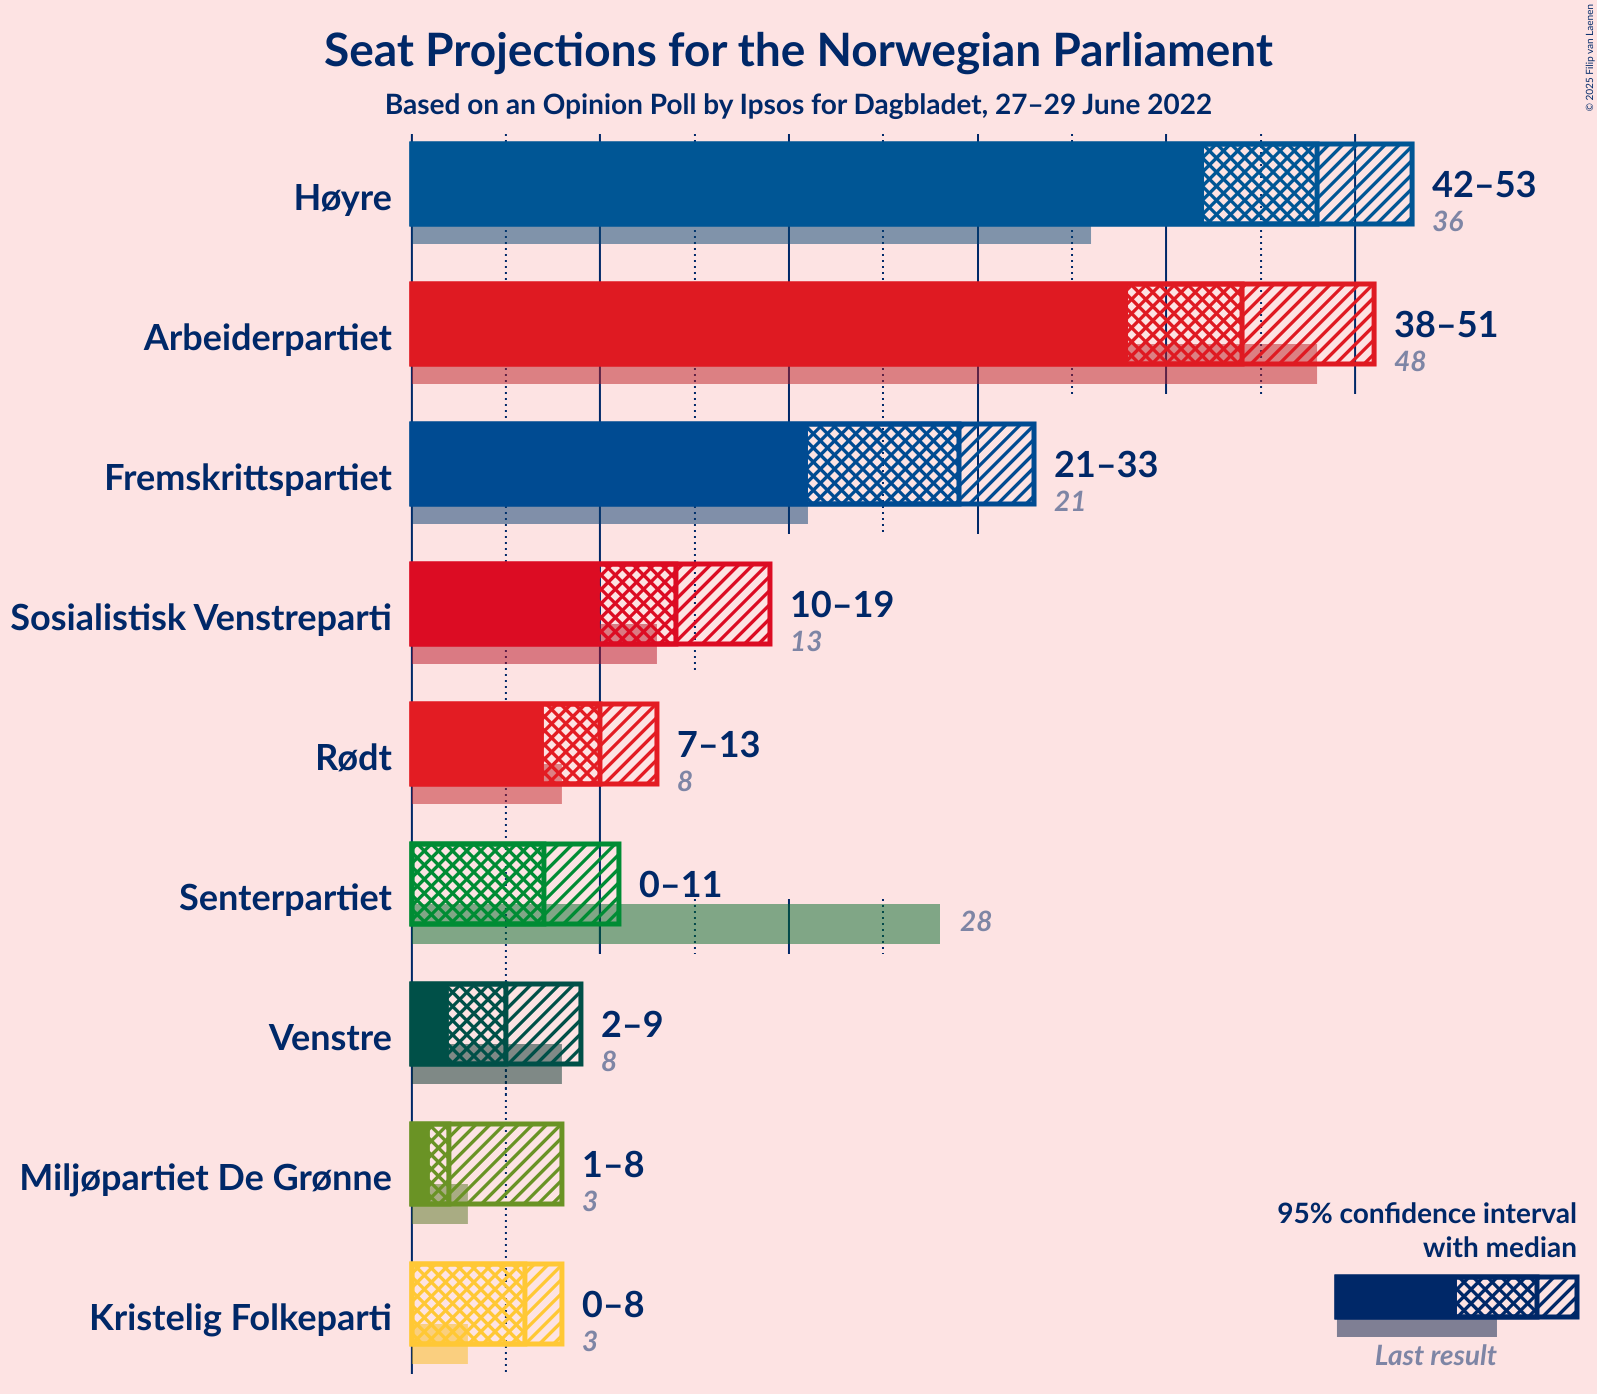 Seat Projections for the Norwegian Parliament
Based on an Opinion Poll by Ipsos for Dagbladet, 27–29 June 2022
© 2025 Filip van Laenen
Høyre
42–53
36
Arbeiderpartiet
38–51
48
Fremskrittspartiet
21–33
21
Sosialistisk Venstreparti
10–19
13
Rødt
7–13
8
Senterpartiet
0–11
28
Venstre
2–9
8
Miljøpartiet De Grønne
1–8
3
Kristelig Folkeparti
0–8
3
95% confidence interval
with median
Last result